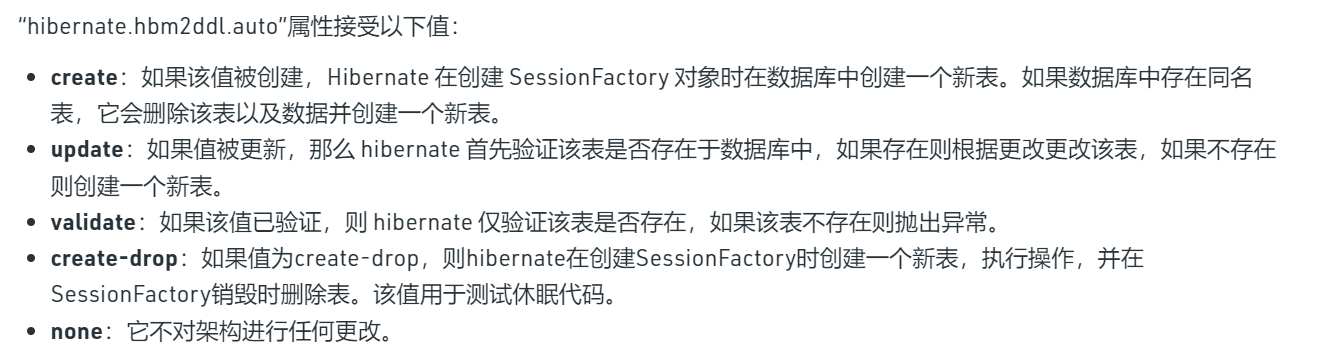 “hibernate.hbm2ddl.auto”属性接受以下值：
• create：如果该值被创建，Hibernate 在创建 SessionFactory 对象时在数据库中创建一个新表。如果数据库中存在同名
表，它会删除该表以及数据并创建一个新表。
• update：如果值被更新，那么 hibernate 首先验证该表是否存在于数据库中，如果存在则根据更改更改该表，如果不存在
则创建一个新表。
• validate：如果该值已验证，则 hibernate 仅验证该表是否存在，如果该表不存在则抛出异常。
• create-drop：如果值为create-drop，则hibernate在创建SessionFactory时创建一个新表，执行操作，并在
SessionFactory销毁时删除表。该值用于测试休眠代码。
• none：它不对架构进行任何更改。